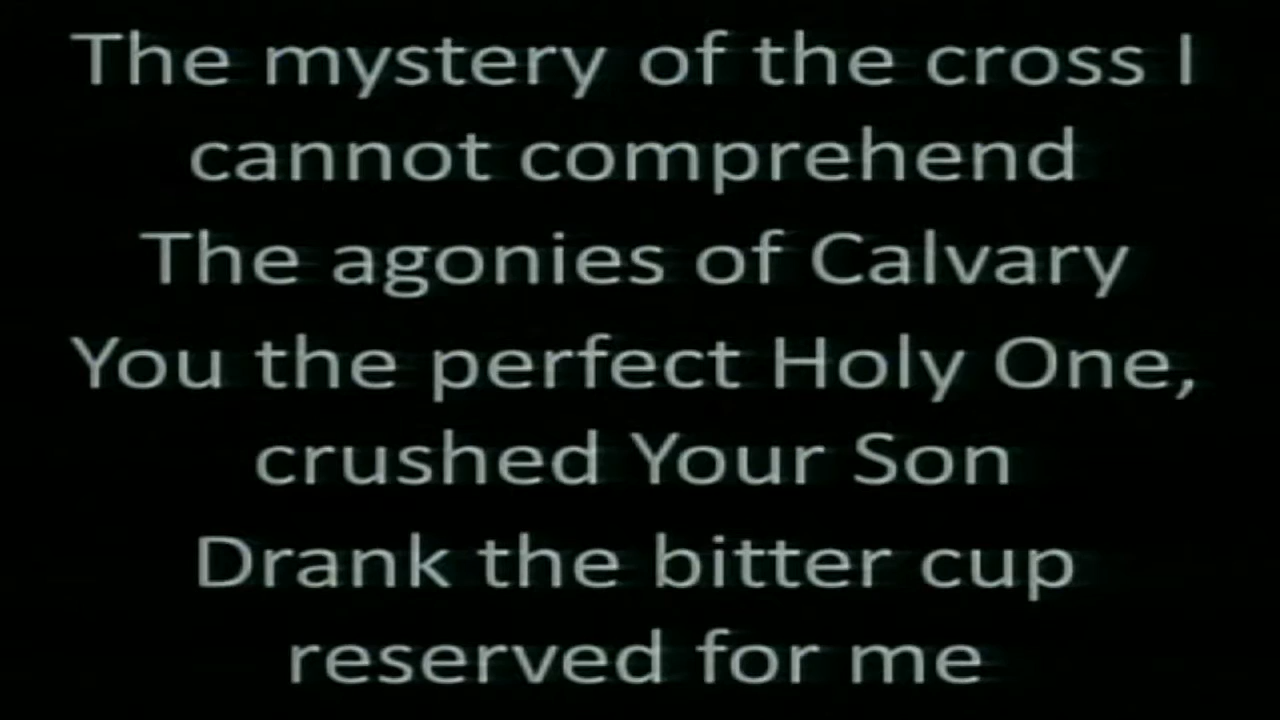 The mystery of the cross I
cannot comprehend
The agonies of Calvary
You the perfect Holy One,
crushed Your Son
Drank the bitter cup
reserved for me